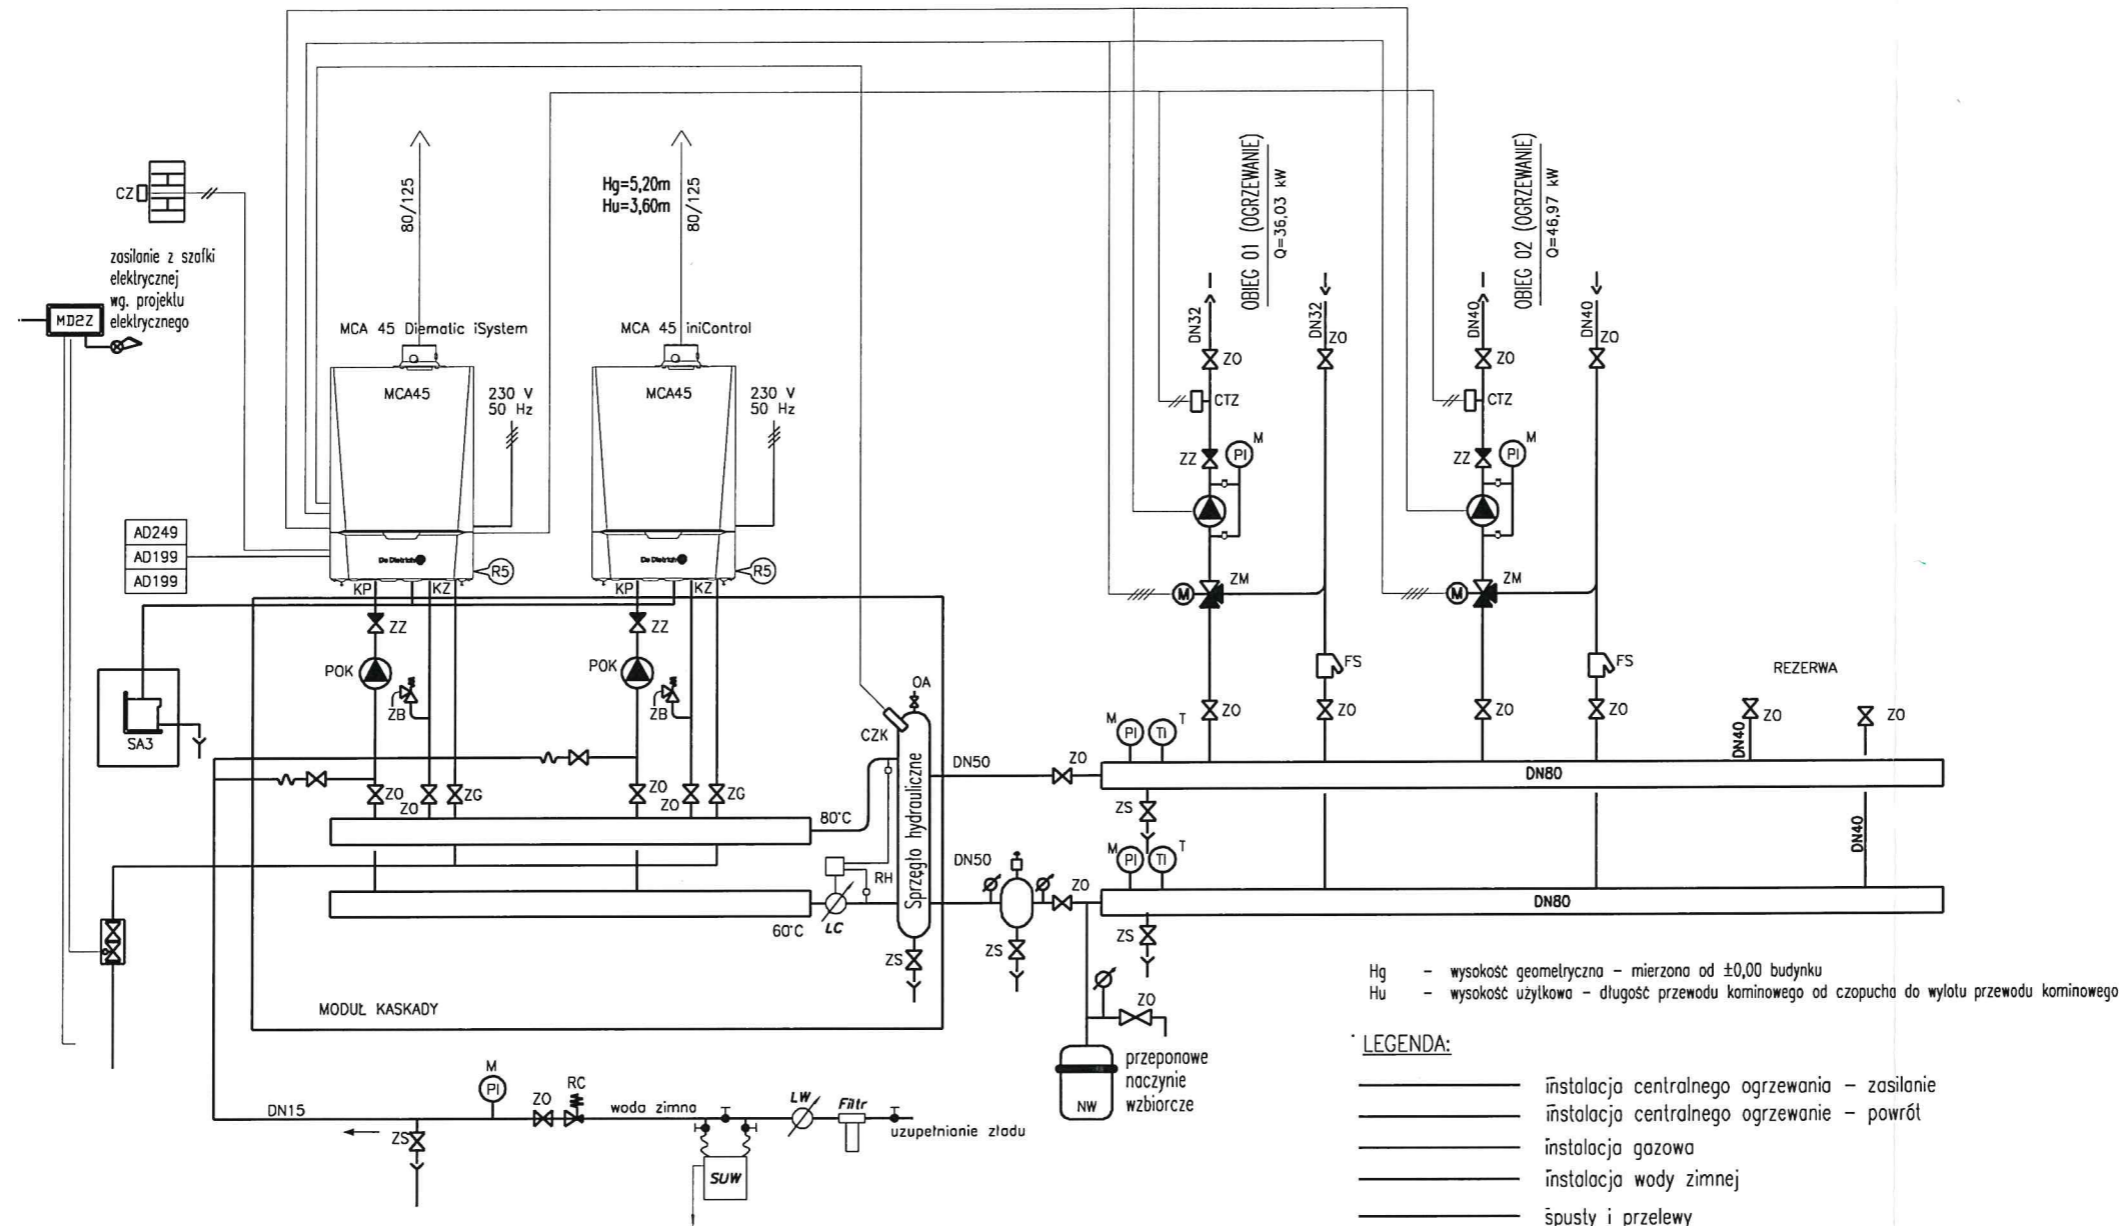 CZ
zasilanie z szafki
elektrycznej
wg. projektu
elektrycznego
MD2Z
80/125
Hg=5,20m
Hu=3,60m
80/125
MCA 45 Diematic iSystem
MCA 45 iniControl
MCA45
230 V
50 Hz
MCA45
230 V
50 Hz
De Dietrich
De Dietrich
AD249
AD199
AD199
R5
R5
KP
KZ
KP
KZ
ZZ
ZZ
POK
POK
ZB
ZB
SA3
ZO
ZO
ZG
ZO
ZO
ZG
80°C
60°C
RH
LC
CZK
OA
Sprzęgło hydrauliczne
ZS
MODUŁ KASKADY
OBIEG 01 (OGRZEWANIE)
Q=36,03 kW
OBIEG 02 (OGRZEWANIE)
Q=46,97 kW
DN32
DN32
DN40
DN40
ZO
ZO
ZO
ZO
CTZ
CTZ
ZZ
PI
M
ZZ
PI
M
M
ZM
M
ZM
FS
FS
REZERWA
ZO
ZO
ZO
ZO
ZO
ZO
DN40
M
PI
TI
T
DN50
ZO
DN80
ZS
DN40
M
PI
TI
T
DN50
ZO
DN80
ZS
ZS
ZO
NW
przeponowe
naczynie
wzbiorcze
M
PI
DN15
ZO
RC
woda zimna
LW
Filtr
uzupełnianie zładu
ZS
SUW
Hg – wysokość geometryczna – mierzona od ±0,00 budynku
Hu – wysokość użytkowa – długość przewodu kominowego od czopucha do wylotu przewodu kominowego
LEGENDA:
instalacja centralnego ogrzewania – zasilanie
instalacja centralnego ogrzewanie – powrót
instalacja gazowa
instalacja wody zimnej
spusty i przelewy